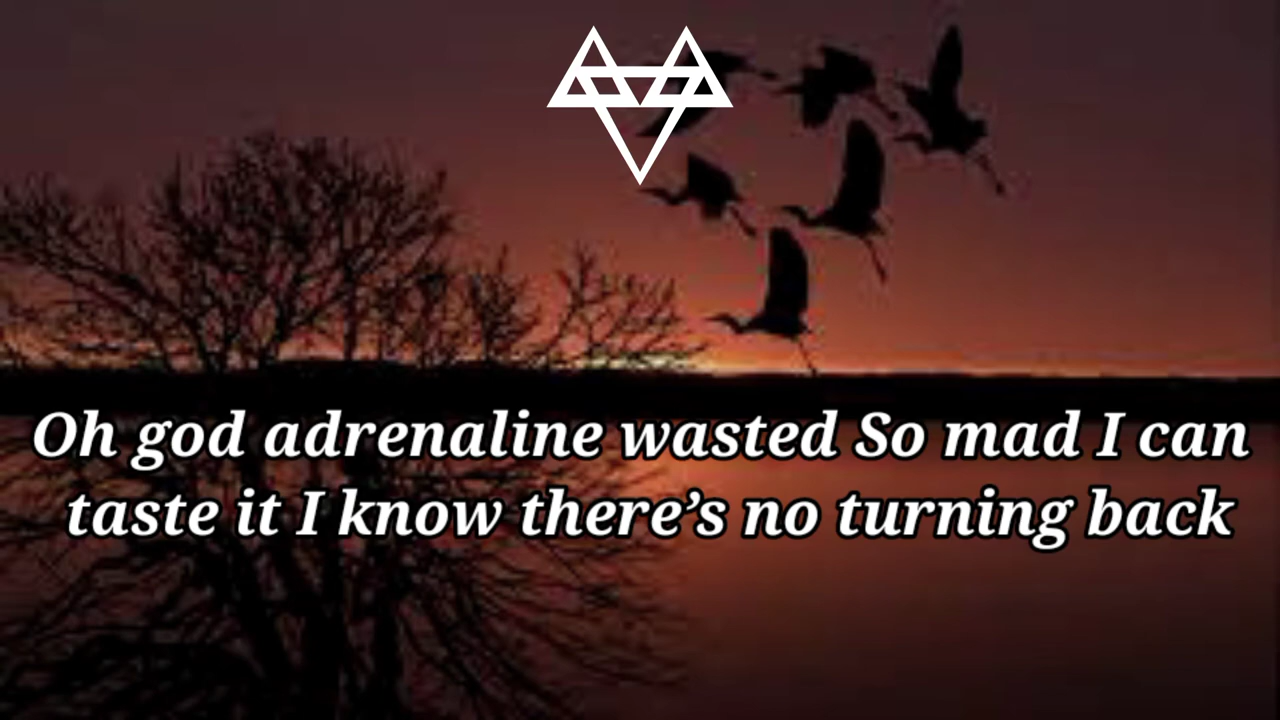 Oh god adrenaline wasted So mad I can
taste it I know there’s no turning back